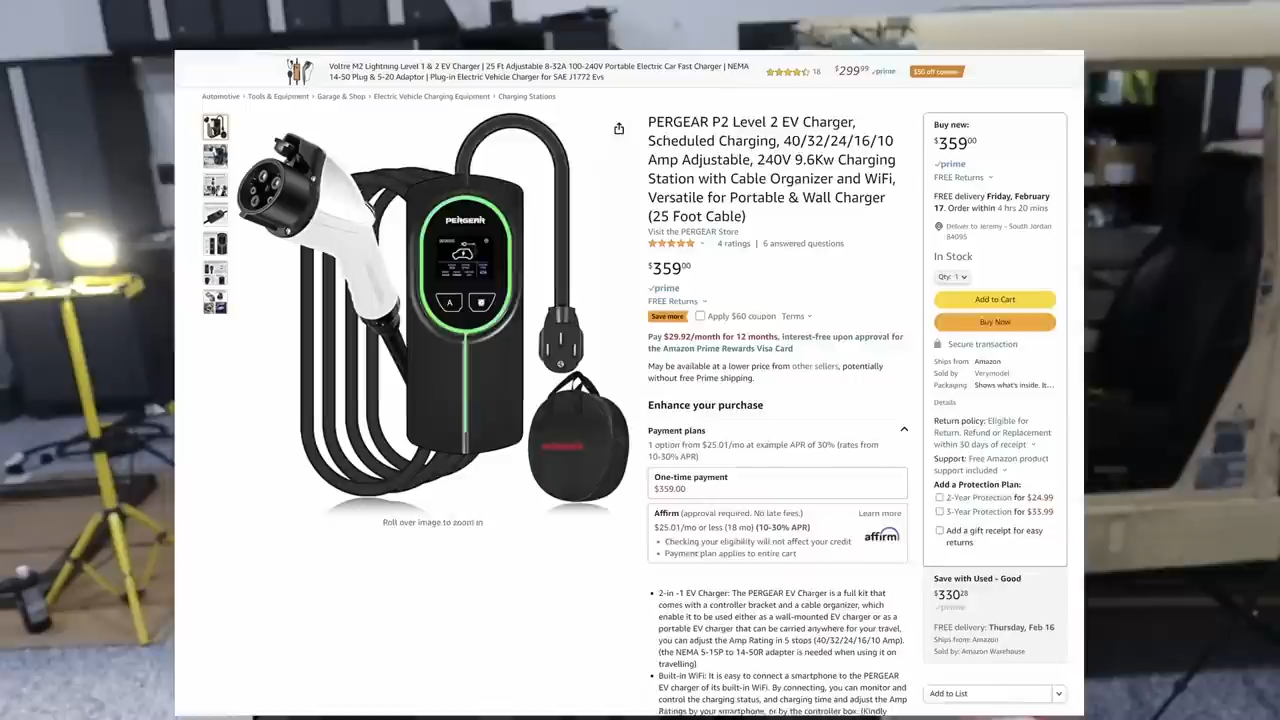 Voltre M2 Lightning Level 1 & 2 EV Charger | 25 Ft Adjustable 8-32A 100-240V Portable Electric Car Fast Charger | NEMA
14-50 Plug & 5-20 Adaptor | Plug-in Electric Vehicle Charger for SAE J1772 Evs
18
$299.99 prime
$50 off coupon
Automotive › Tools & Equipment › Garage & Shop › Electric Vehicle Charging Equipment › Charging Stations
PERGEAR
A
Roll over image to zoom in
PERGEAR P2 Level 2 EV Charger,
Scheduled Charging, 40/32/24/16/10
Amp Adjustable, 240V 9.6Kw Charging
Station with Cable Organizer and WiFi,
Versatile for Portable & Wall Charger
(25 Foot Cable)
Visit the PERGEAR Store
4 ratings | 6 answered questions
$359.00
prime
FREE Returns
Save more Apply $60 coupon Terms
Pay $29.92/month for 12 months, interest-free upon approval for
the Amazon Prime Rewards Visa Card
May be available at a lower price from other sellers, potentially
without free Prime shipping.
Enhance your purchase
Payment plans
1 option from $25.01/mo at example APR of 30% (rates from
10-30% APR)
One-time payment
$359.00
Affirm (approval required. No late fees.) Learn more
$25.01/mo or less (18 mo) (10-30% APR)
• Checking your eligibility will not affect your credit
• Payment plan applies to entire cart
affirm
• 2-in -1 EV Charger: The PERGEAR EV Charger is a full kit that
comes with a controller bracket and a cable organizer, which
enable it to be used either as a wall-mounted EV charger or as a
portable EV charger that can be carried anywhere for your travel,
you can adjust the Amp Rating in 5 stops (40/32/24/16/10 Amp).
(the NEMA 5-15P to 14-50R adapter is needed when using it on
travelling)
• Built-in WiFi: It is easy to connect a smartphone to the PERGEAR
EV charger of its built-in WiFi. By connecting, you can monitor and
control the charging status, and charging time and adjust the Amp
Ratings by your smartphone, or by the controller box. (Kindly
Buy new:
$359.00
prime
FREE Returns
FREE delivery Friday, February
17. Order within 4 hrs 20 mins
Deliver to Jeremy - South Jordan
84095
In Stock
Qty: 1
Add to Cart
Buy Now
Secure transaction
Ships from Amazon
Sold by Verymodel
Packaging Shows what's inside. It...
Details
Return policy: Eligible for
Return, Refund or Replacement
within 30 days of receipt
Support: Free Amazon product
support included
Add a Protection Plan:
2-Year Protection for $24.99
3-Year Protection for $33.99
Add a gift receipt for easy
returns
Save with Used - Good
$330.28
prime
FREE delivery: Thursday, Feb 16
Ships from: Amazon
Sold by: Amazon Warehouse
Add to List